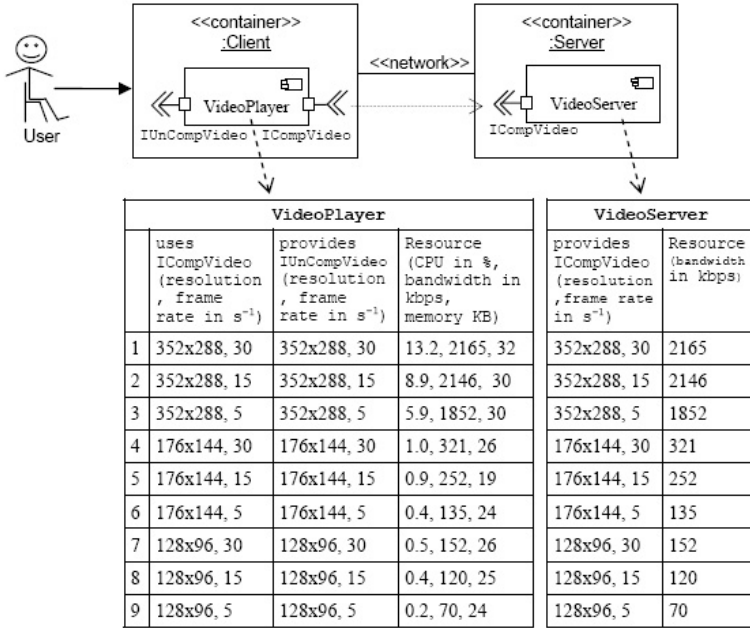 <<container>>
:Client
<<container>>
:Server
<<network>>
VideoPlayer
VideoServer
User
IUnCompVideo ICompVideo
ICompVideo
VideoPlayer
uses
ICompVideo
(resolution
, frame
rate in s⁻¹)
provides
IUnCompVideo
(resolution
, frame
rate in s⁻¹)
Resource
(CPU in %,
bandwidth in
kbps,
memory KB)
1 352x288, 30 352x288, 30 13.2, 2165, 32
2 352x288, 15 352x288, 15 8.9, 2146, 30
3 352x288, 5 352x288, 5 5.9, 1852, 30
4 176x144, 30 176x144, 30 1.0, 321, 26
5 176x144, 15 176x144, 15 0.9, 252, 19
6 176x144, 5 176x144, 5 0.4, 135, 24
7 128x96, 30 128x96, 30 0.5, 152, 26
8 128x96, 15 128x96, 15 0.4, 120, 25
9 128x96, 5 128x96, 5 0.2, 70, 24
VideoServer
provides
ICompVideo
(resolution
,frame rate
in s⁻¹)
Resource
(bandwidth
in kbps)
352x288, 30 2165
352x288, 15 2146
352x288, 5 1852
176x144, 30 321
176x144, 15 252
176x144, 5 135
128x96, 30 152
128x96, 15 120
128x96, 5 70